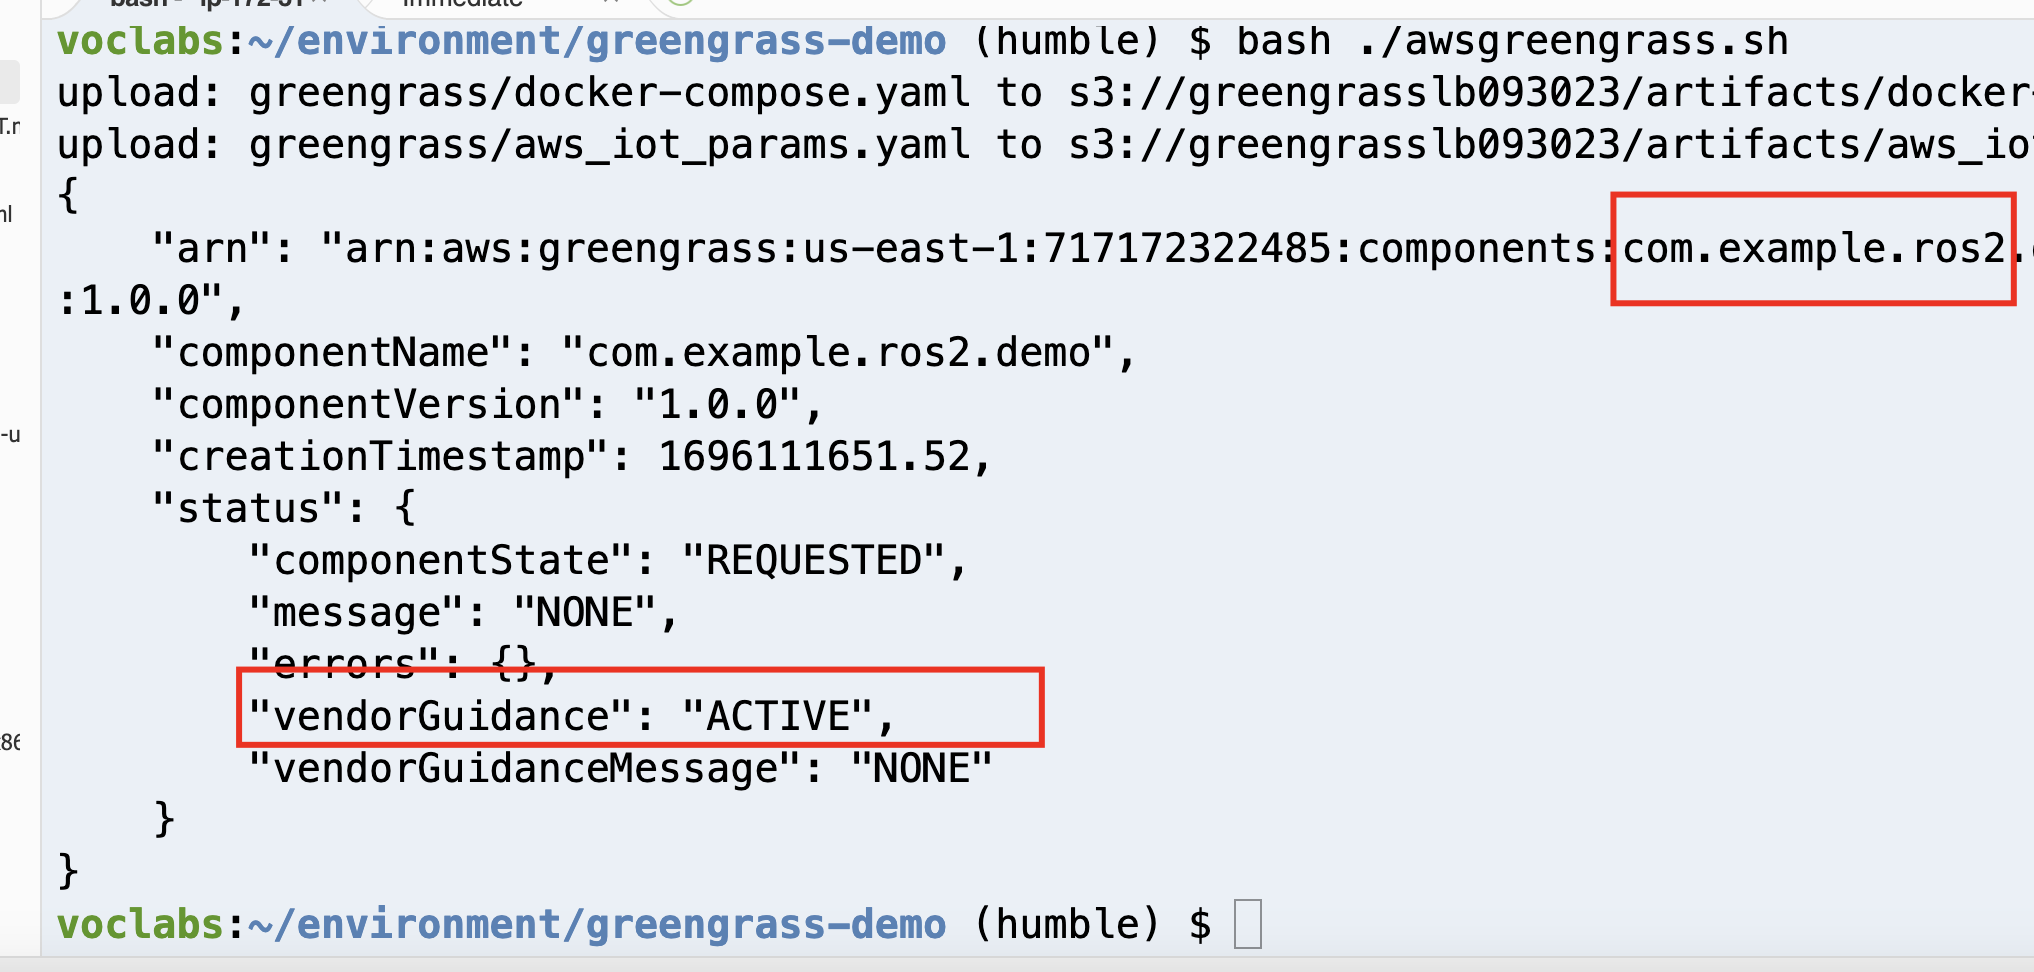 Immediate
voclabs:~/environment/greengrass-demo (humble) $ bash ./awsgreengrass.sh
upload: greengrass/docker-compose.yaml to s3://greengrasslb093023/artifacts/docker-
upload: greengrass/aws_iot_params.yaml to s3://greengrasslb093023/artifacts/aws_io
{
    "arn": "arn:aws:greengrass:us-east-1:717172322485:components:com.example.ros2.
:1.0.0",
    "componentName": "com.example.ros2.demo",
    "componentVersion": "1.0.0",
    "creationTimestamp": 1696111651.52,
    "status": {
        "componentState": "REQUESTED",
        "message": "NONE",
        "errors": {},
        "vendorGuidance": "ACTIVE",
        "vendorGuidanceMessage": "NONE"
    }
}
voclabs:~/environment/greengrass-demo (humble) $